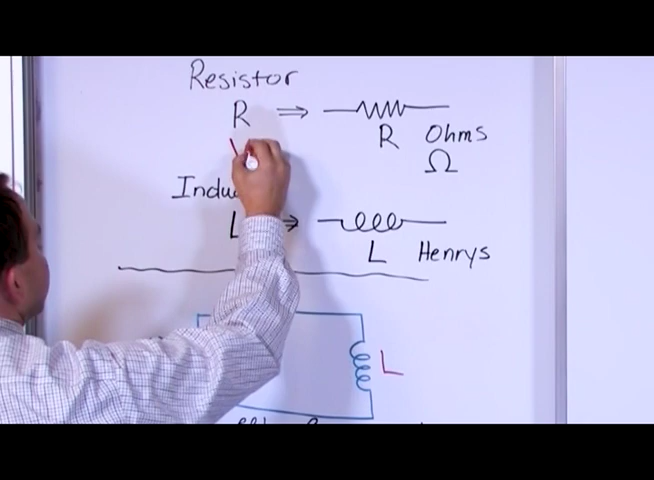 Resistor
R ⇒ R Ohms
Ω
L ⇒ L Henrys
L